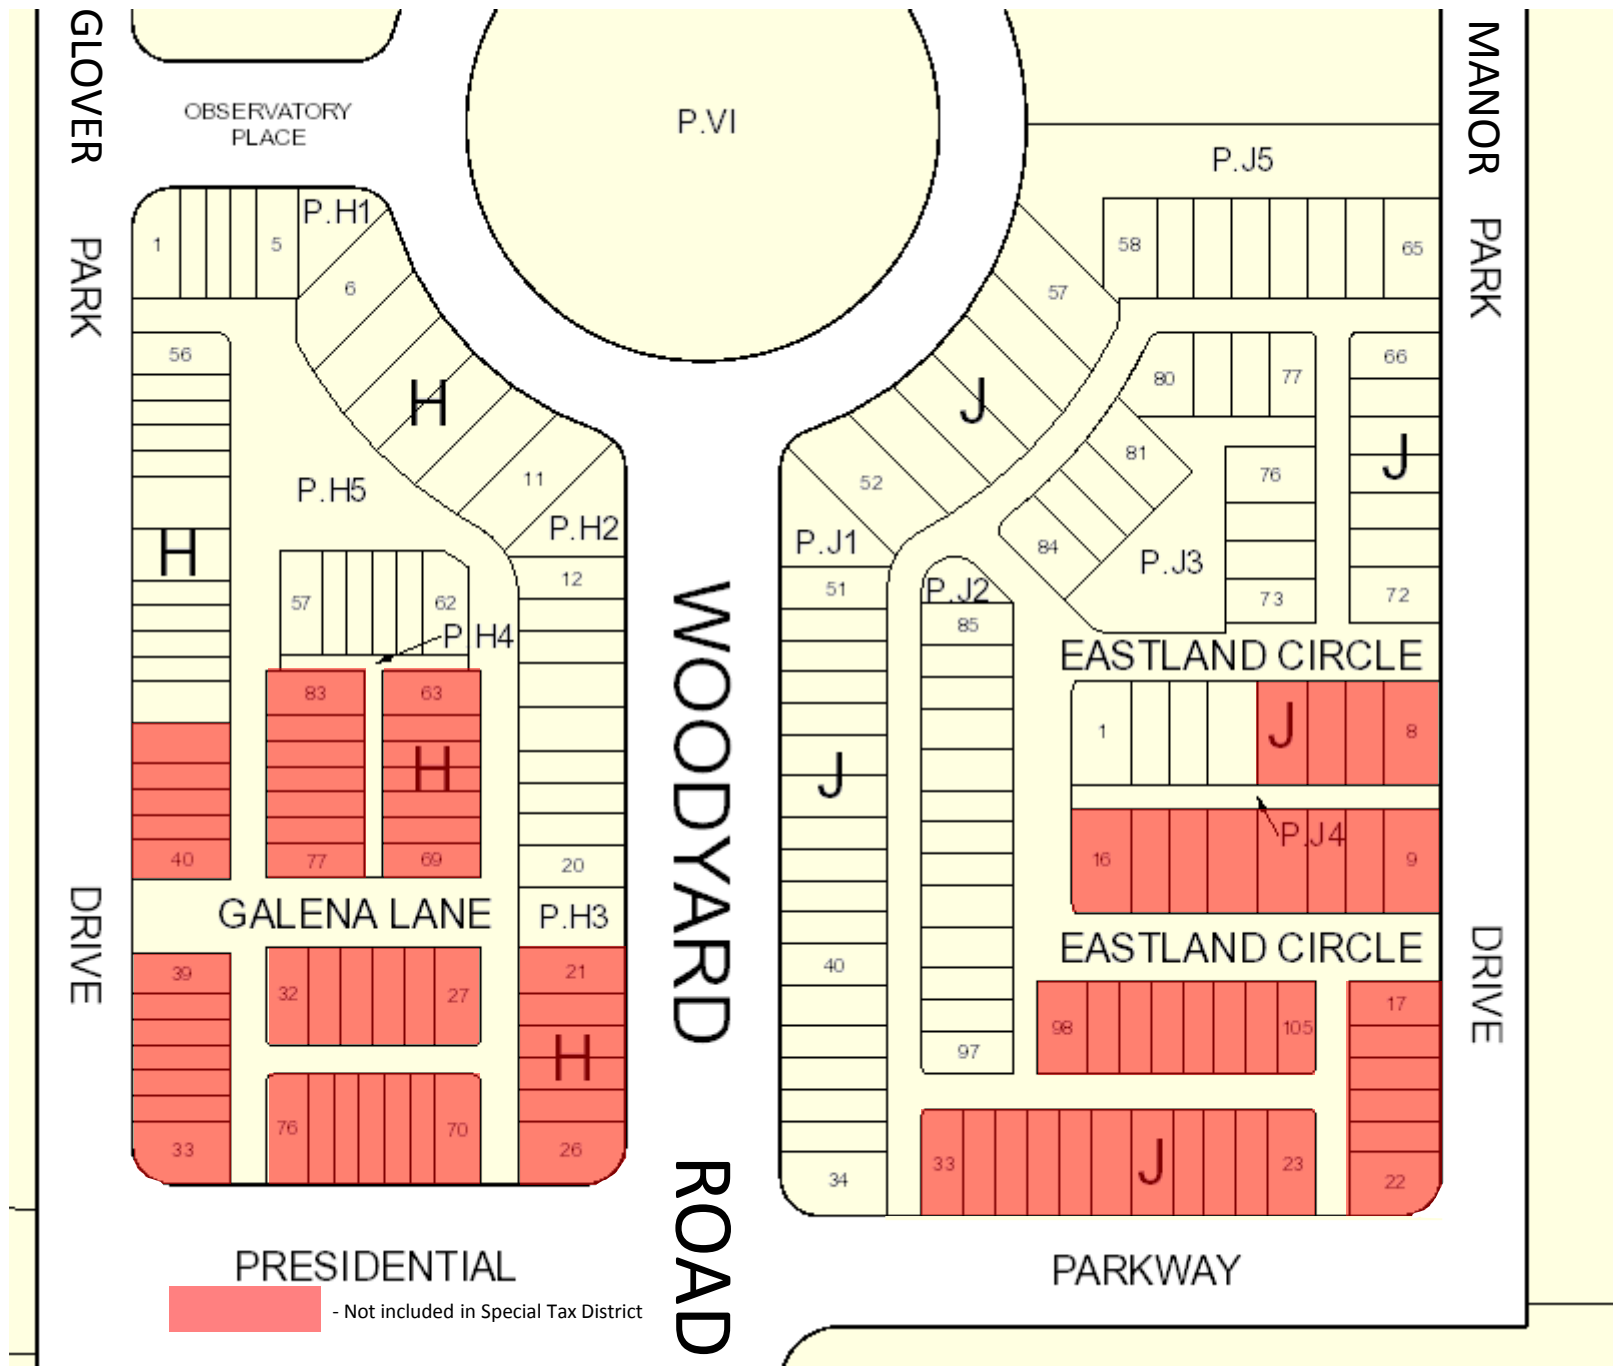 GLOVER
PARK
DRIVE
OBSERVATORY
PLACE
P.VI
MANOR
PARK
DRIVE
P.J5
1
5
P.H1
6
57
58
65
56
H
11
P.H5
P.H2
12
J
52
P.J1
51
80
77
66
81
76
J
84
P.J3
73
72
H
57
62
P.H4
P.J2
85
EASTLAND CIRCLE
83
63
H
77
69
40
20
GALENA LANE
P.H3
WOODYARD
ROAD
J
40
34
97
1
J
8
P.J4
16
9
EASTLAND CIRCLE
39
32
27
21
H
33
76
70
26
98
105
17
33
J
23
22
PRESIDENTIAL
PARKWAY
- Not included in Special Tax District